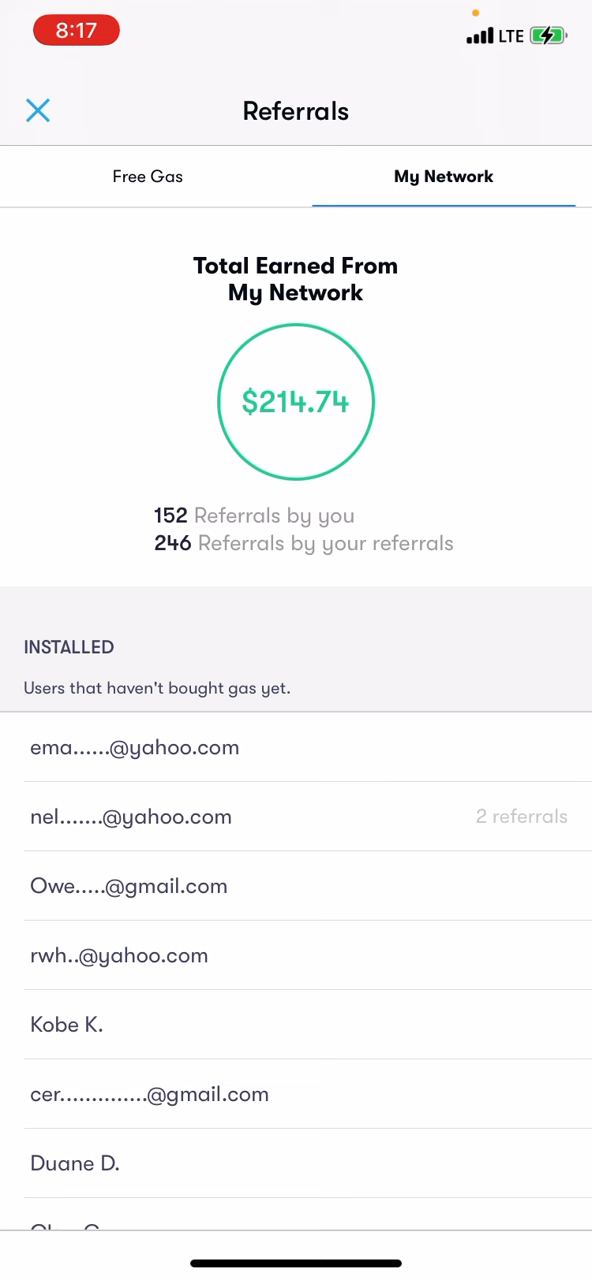 8:17
LTE
Referrals
Free Gas
My Network
Total Earned From
My Network
$214.74
152 Referrals by you
246 Referrals by your referrals
INSTALLED
Users that haven't bought gas yet.
ema......@yahoo.com
nel.......@yahoo.com
2 referrals
Owe.....@gmail.com
rwh..@yahoo.com
Kobe K.
cer..............@gmail.com
Duane D.